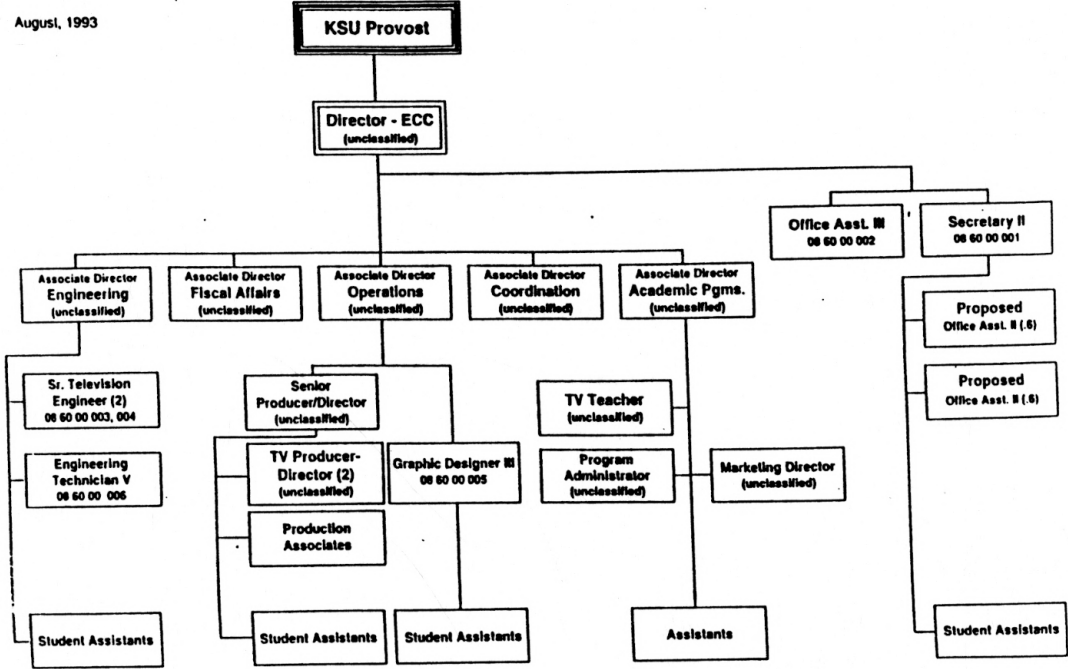 August, 1993
KSU Provost
Director - ECC
(unclassified)
Office Asst. III
08 60 00 002
Secretary II
08 60 00 001
Associate Director
Engineering
(unclassified)
Associate Director
Fiscal Affairs
(unclassified)
Associate Director
Operations
(unclassified)
Associate Director
Coordination
(unclassified)
Associate Director
Academic Pgms.
(unclassified)
Proposed
Office Asst. II (.6)
Proposed
Office Asst. II (.6)
Sr. Television
Engineer (2)
08 60 00 003, 004
Engineering
Technician V
08 60 00 006
Senior
Producer/Director
(unclassified)
TV Producer-
Director (2)
(unclassified)
Production
Associates
Graphic Designer III
08 60 00 005
TV Teacher
(unclassified)
Program
Administrator
(unclassified)
Marketing Director
(unclassified)
Student Assistants
Student Assistants
Student Assistants
Assistants
Student Assistants